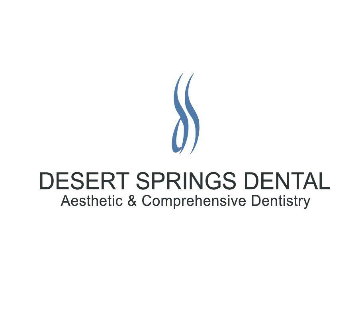 DESERT SPRINGS DENTAL
Aesthetic & Comprehensive Dentistry